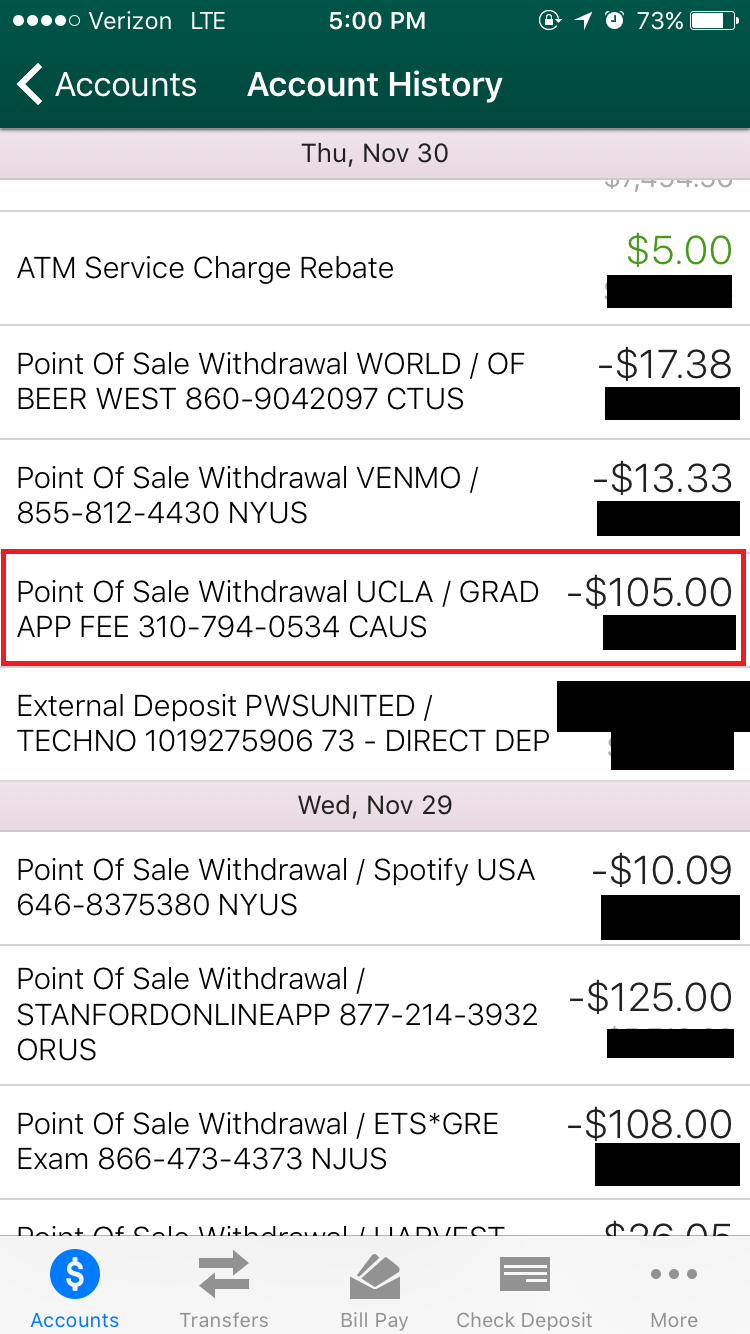 Verizon LTE 5:00 PM 73%
Accounts Account History
Thu, Nov 30
ATM Service Charge Rebate $5.00
Point Of Sale Withdrawal WORLD / OF -$17.38
BEER WEST 860-9042097 CTUS
Point Of Sale Withdrawal VENMO / -$13.33
855-812-4430 NYUS
Point Of Sale Withdrawal UCLA / GRAD -$105.00
APP FEE 310-794-0534 CAUS
External Deposit PWSUNITED /
TECHNO 1019275906 73 - DIRECT DEP
Wed, Nov 29
Point Of Sale Withdrawal / Spotify USA -$10.09
646-8375380 NYUS
Point Of Sale Withdrawal /
STANFORDONLINEAPP 877-214-3932 -$125.00
ORUS
Point Of Sale Withdrawal / ETS*GRE -$108.00
Exam 866-473-4373 NJUS
Point Of Sale Withdrawal / HARVEST
Accounts Transfers Bill Pay Check Deposit More